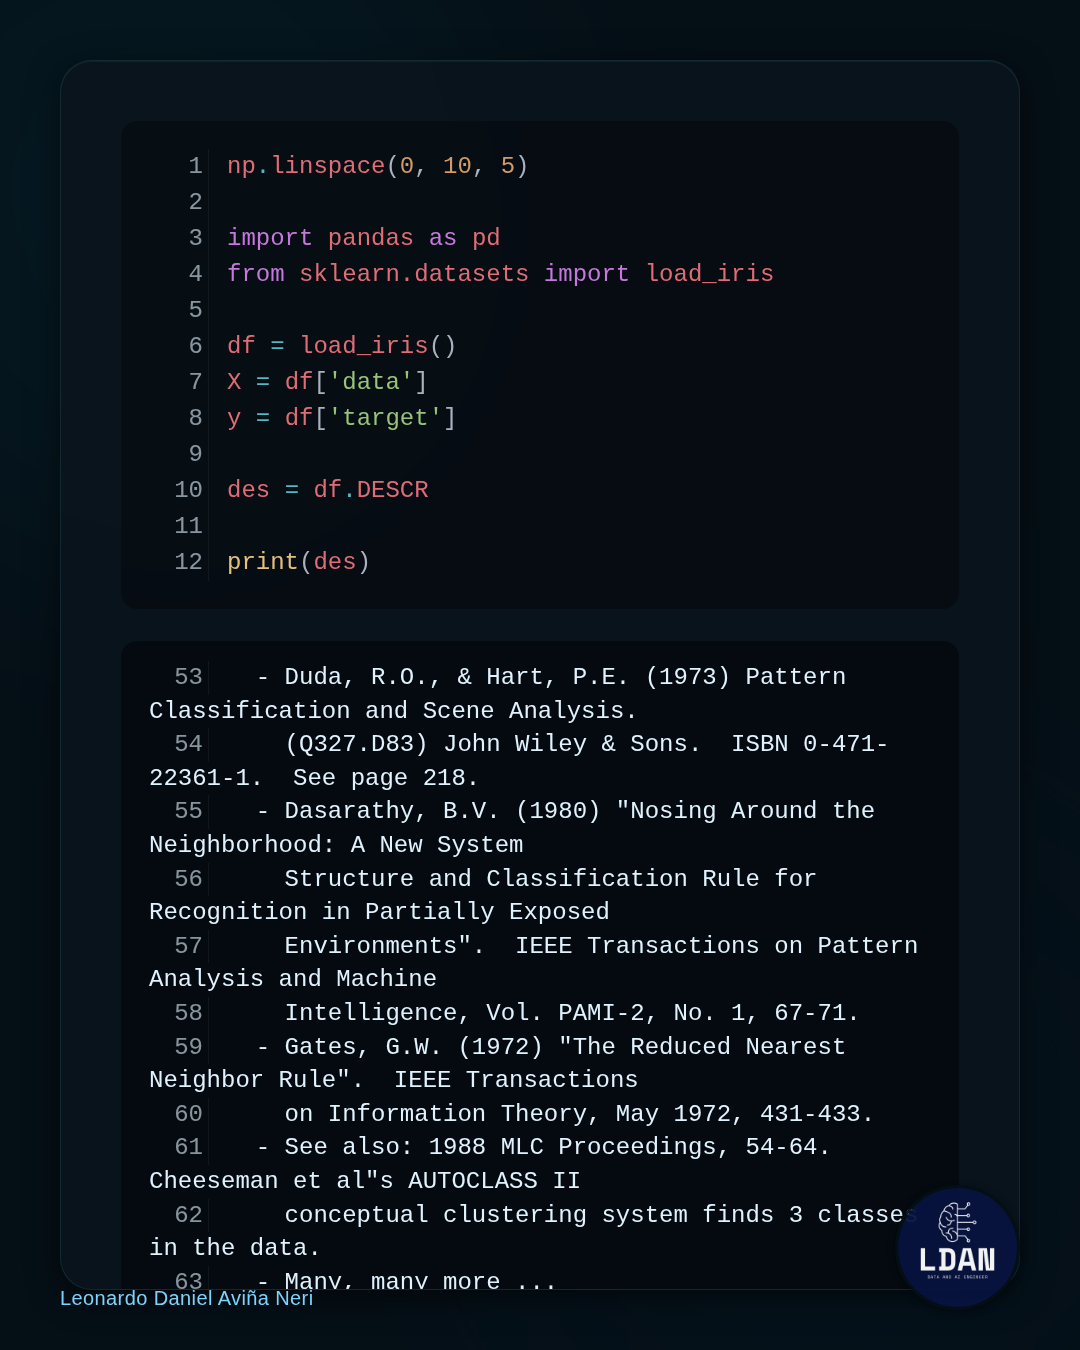 1 np.linspace(0, 10, 5)
2
3 import pandas as pd
4 from sklearn.datasets import load_iris
5
6 df = load_iris()
7 X = df['data']
8 y = df['target']
9
10 des = df.DESCR
11
12 print(des)
53 - Duda, R.O., & Hart, P.E. (1973) Pattern
Classification and Scene Analysis.
54 (Q327.D83) John Wiley & Sons.  ISBN 0-471-
22361-1.  See page 218.
55 - Dasarathy, B.V. (1980) "Nosing Around the
Neighborhood: A New System
56 Structure and Classification Rule for
Recognition in Partially Exposed
57 Environments".  IEEE Transactions on Pattern
Analysis and Machine
58 Intelligence, Vol. PAMI-2, No. 1, 67-71.
59 - Gates, G.W. (1972) "The Reduced Nearest
Neighbor Rule".  IEEE Transactions
60 on Information Theory, May 1972, 431-433.
61 - See also: 1988 MLC Proceedings, 54-64.
Cheeseman et al"s AUTOCLASS II
62 conceptual clustering system finds 3 classes
in the data.
63 - Many, many more ...
LDAN
DATA AND AI ENGINEER
Leonardo Daniel Aviña Neri